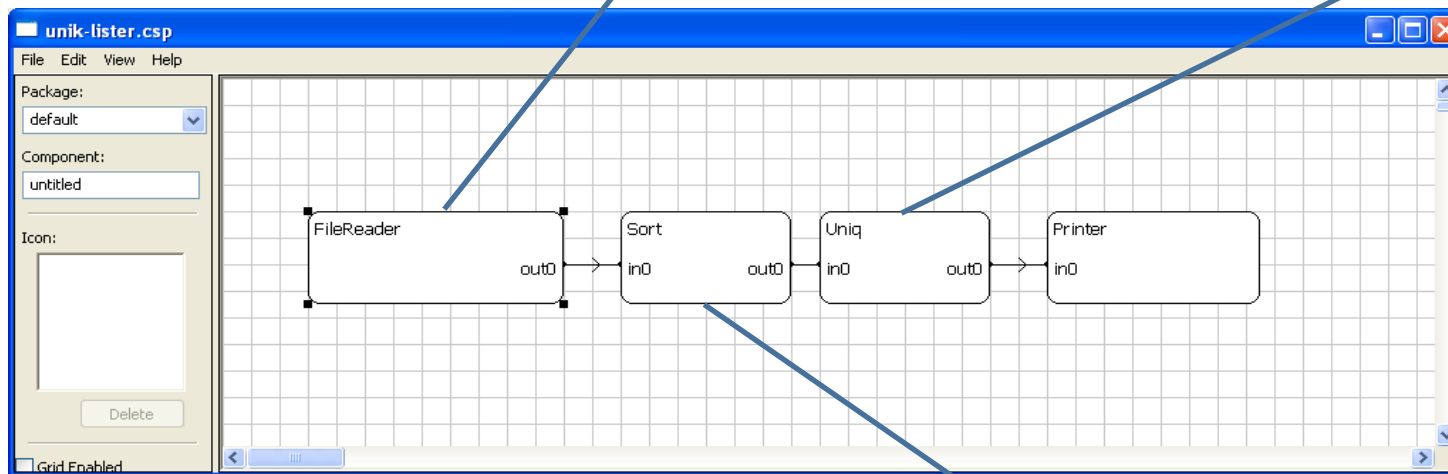 unik-lister.csp
File Edit View Help
Package:
default
Component:
untitled
Icon:
Delete
Grid Enabled
FileReader
out0
Sort
in0 out0
Uniq
in0 out0
Printer
in0